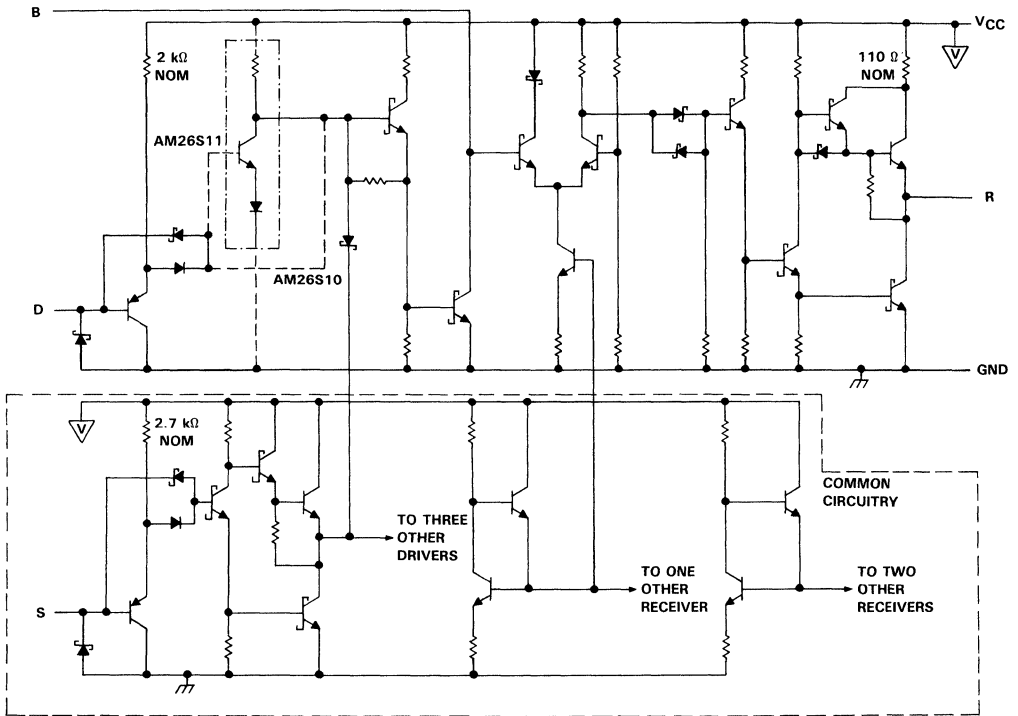 B
V
VCC
2 kΩ
NOM
110 Ω
NOM
V
AM26S11
R
AM26S10
D
GND
V
2.7 kΩ
NOM
COMMON
CIRCUITRY
TO THREE
OTHER
DRIVERS
TO ONE
OTHER
RECEIVER
TO TWO
OTHER
RECEIVERS
S